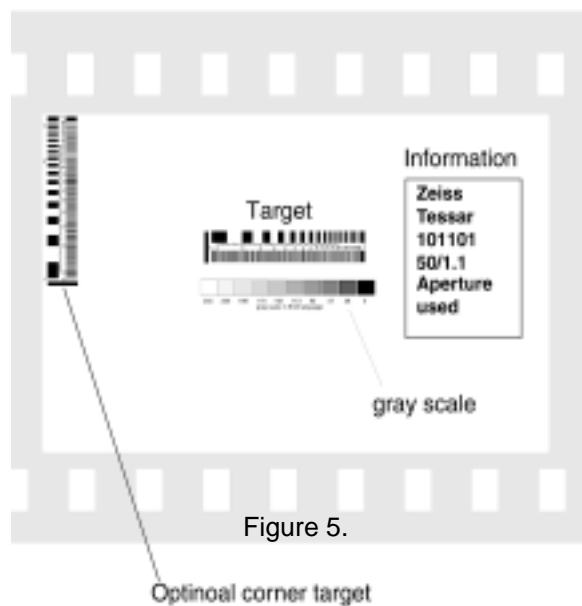 Information
Zeiss
Tessar
101101
50/1.1
Aperture
used
Target
gray scale
Figure 5.
Optinoal corner target